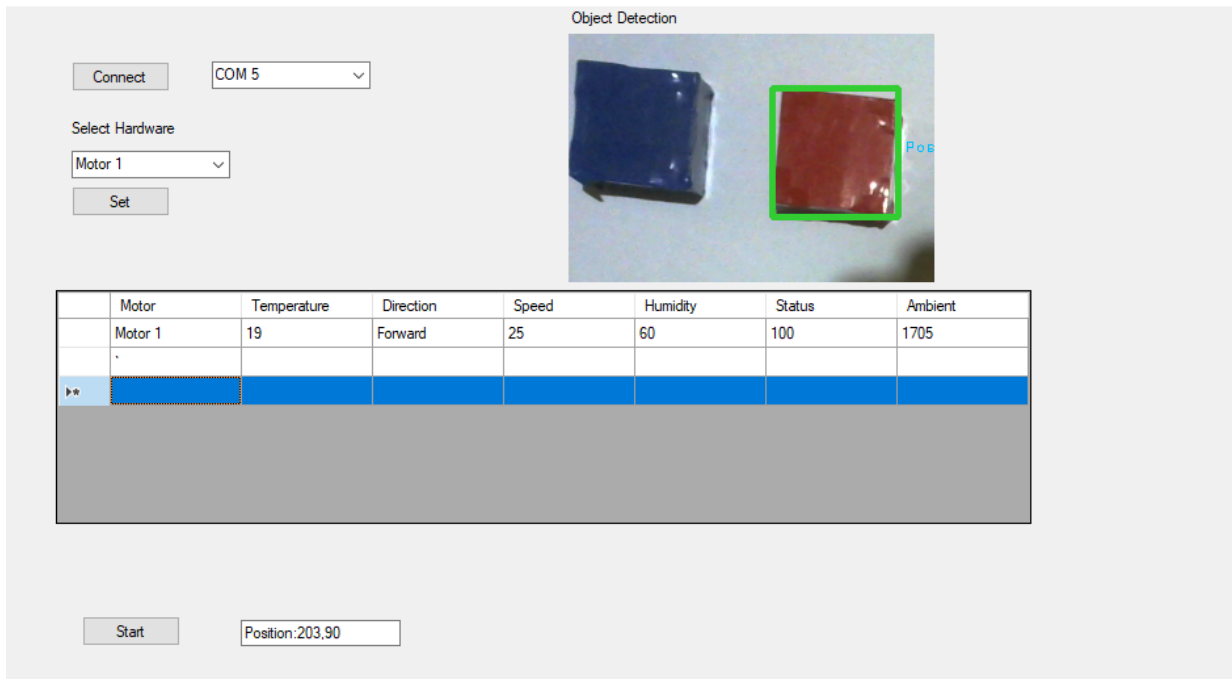 Object Detection
Connect
COM 5
Select Hardware
Motor 1
Set
Pos
Motor Temperature Direction Speed Humidity Status Ambient
Motor 1 19 Forward 25 60 100 1705
`
Start
Position:203,90